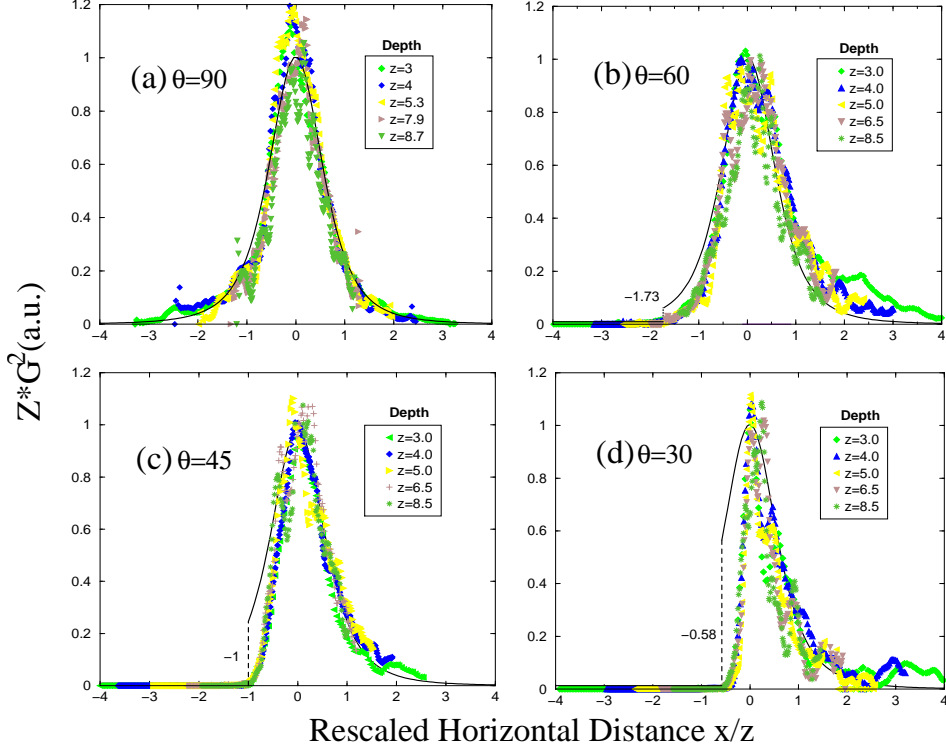 Z*G²(a.u.)
1.2
1
0.8
0.6
0.4
0.2
0
−4 −3 −2 −1 0 1 2 3 4
(a) θ=90
Depth
z=3
z=4
z=5.3
z=7.9
z=8.7
1.2
1
0.8
0.6
0.4
0.2
0
−4 −3 −2 −1 0 1 2 3 4
(b) θ=60
Depth
z=3.0
z=4.0
z=5.0
z=6.5
z=8.5
−1.73
1.2
1
0.8
0.6
0.4
0.2
0
−4 −3 −2 −1 0 1 2 3 4
(c) θ=45
Depth
z=3.0
z=4.0
z=5.0
z=6.5
z=8.5
−1
1.2
1
0.8
0.6
0.4
0.2
0
−4 −3 −2 −1 0 1 2 3 4
(d) θ=30
Depth
z=3.0
z=4.0
z=5.0
z=6.5
z=8.5
−0.58
Rescaled Horizontal Distance x/z